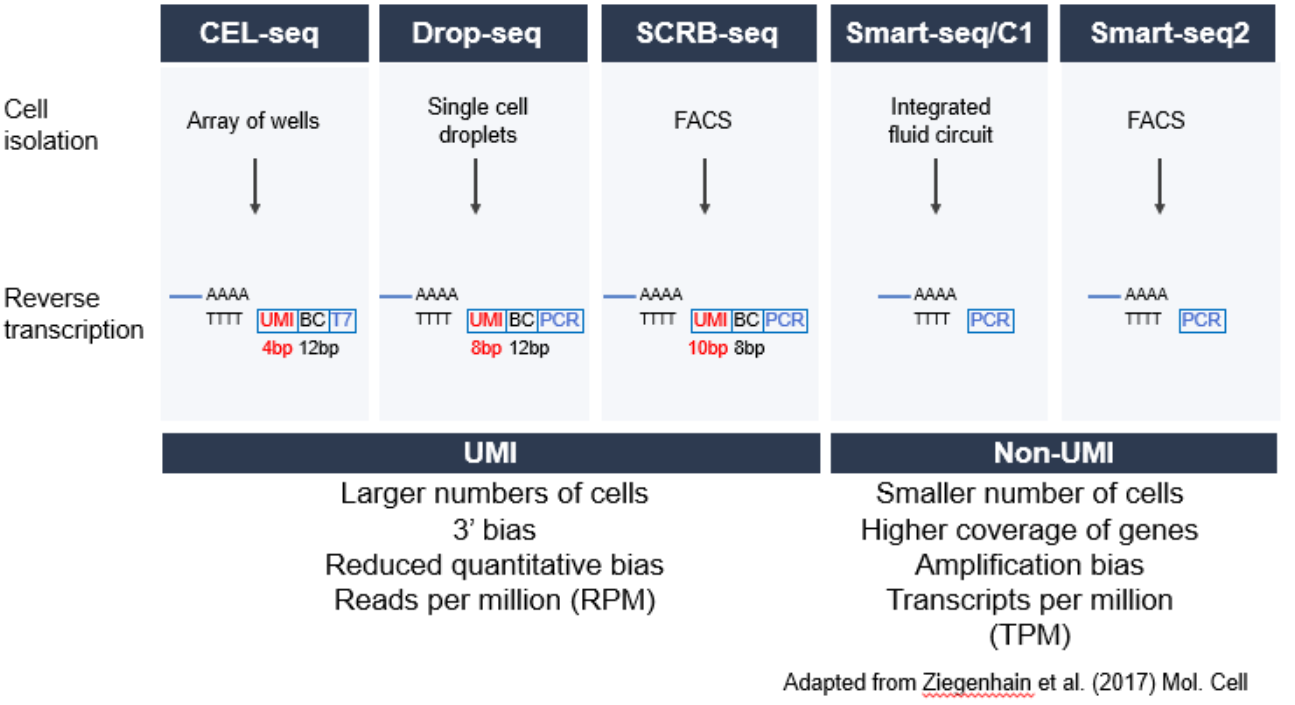 CEL-seq Drop-seq SCRB-seq Smart-seq/C1 Smart-seq2
Cell
isolation
Array of wells
Single cell
droplets
FACS
Integrated
fluid circuit
FACS
Reverse
transcription
AAAA
TTTT UMI BC T7
4bp 12bp
AAAA
TTTT UMI BC PCR
8bp 12bp
AAAA
TTTT UMI BC PCR
10bp 8bp
AAAA
TTTT PCR
AAAA
TTTT PCR
UMI
Larger numbers of cells
3’ bias
Reduced quantitative bias
Reads per million (RPM)
Non-UMI
Smaller number of cells
Higher coverage of genes
Amplification bias
Transcripts per million
(TPM)
Adapted from Ziegenhain et al. (2017) Mol. Cell